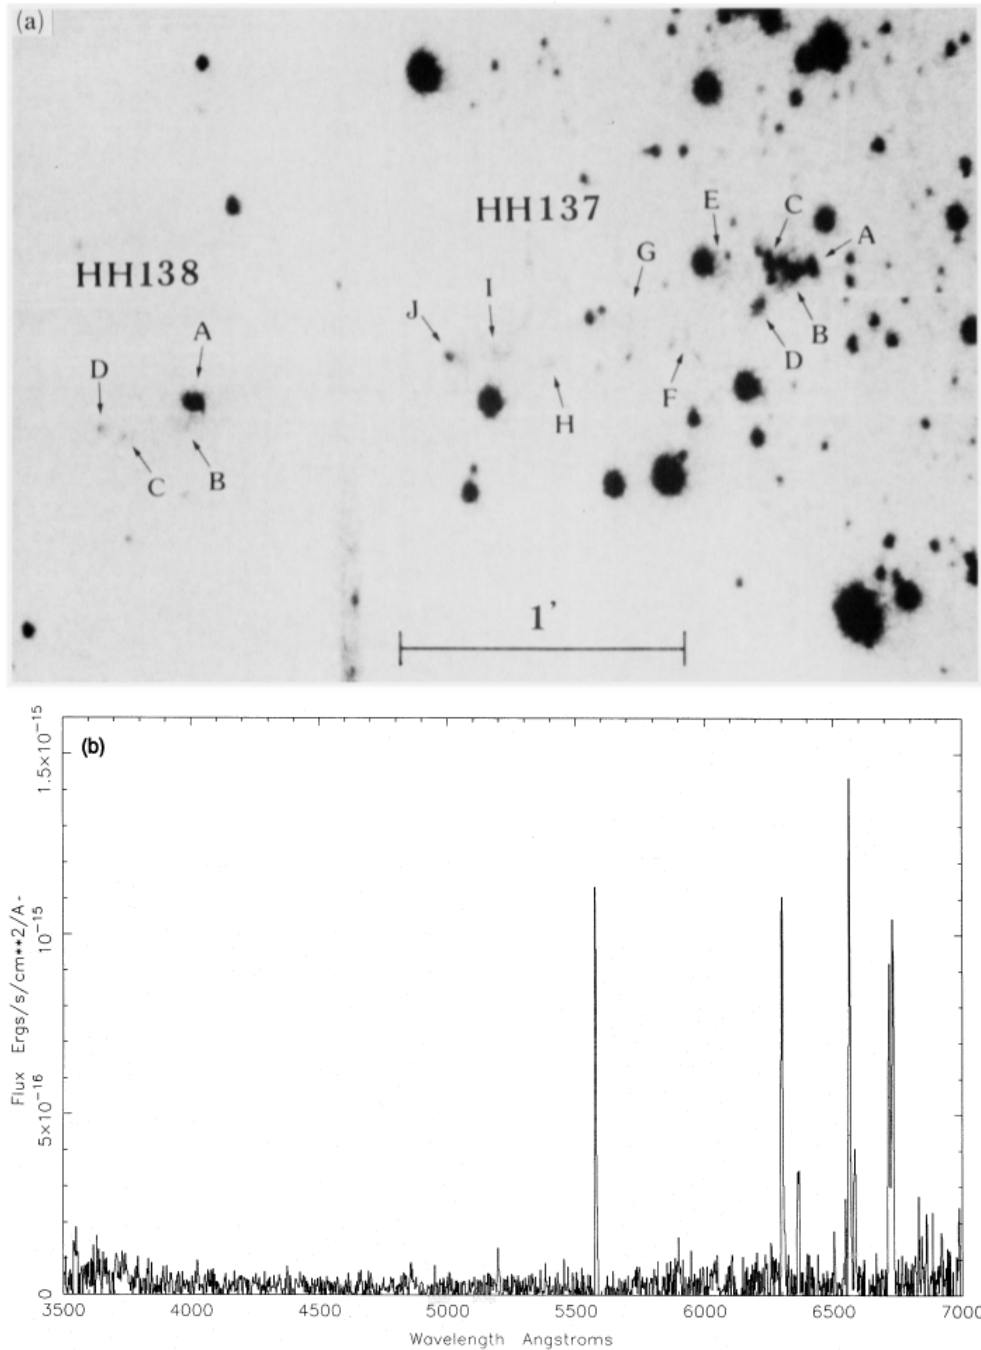 (a)
HH137
E
C
A
G
HH138
I
J
A
B
D
D
F
H
C
B
1'
(b)
1.5×10⁻¹⁵
10⁻¹⁵
5×10⁻¹⁶
0
Flux Ergs/s/cm**2/A-
3500 4000 4500 5000 5500 6000 6500 7000
Wavelength Angstroms